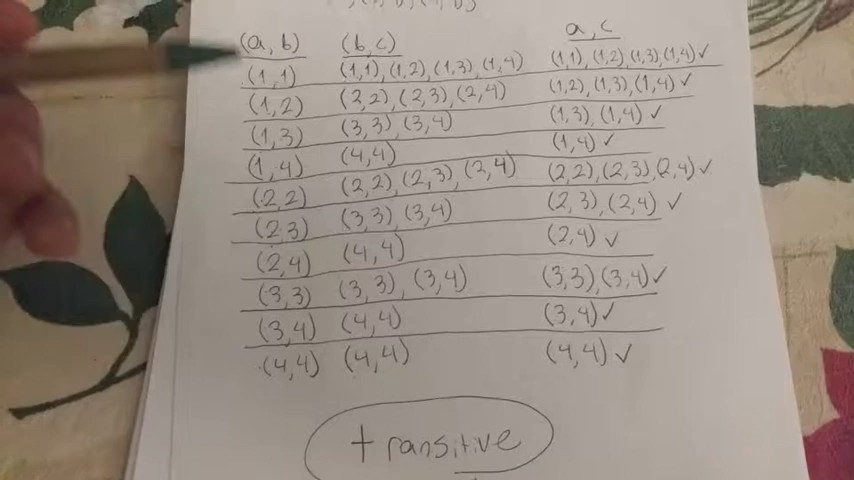 (a, b) (b, c) a, c
(1,1) (1,1), (1,2), (1,3), (1,4) (1,1), (1,2), (1,3), (1,4) ✓
(1,2) (2,2), (2,3), (2,4) (1,2), (1,3), (1,4) ✓
(1,3) (3,3), (3,4) (1,3), (1,4) ✓
(1,4) (4,4) (1,4) ✓
(2,2) (2,2), (2,3), (2,4) (2,2), (2,3), (2,4) ✓
(2,3) (3,3), (3,4) (2,3), (2,4) ✓
(2,4) (4,4) (2,4) ✓
(3,3) (3,3), (3,4) (3,3), (3,4) ✓
(3,4) (4,4) (3,4) ✓
(4,4) (4,4) (4,4) ✓
transitive